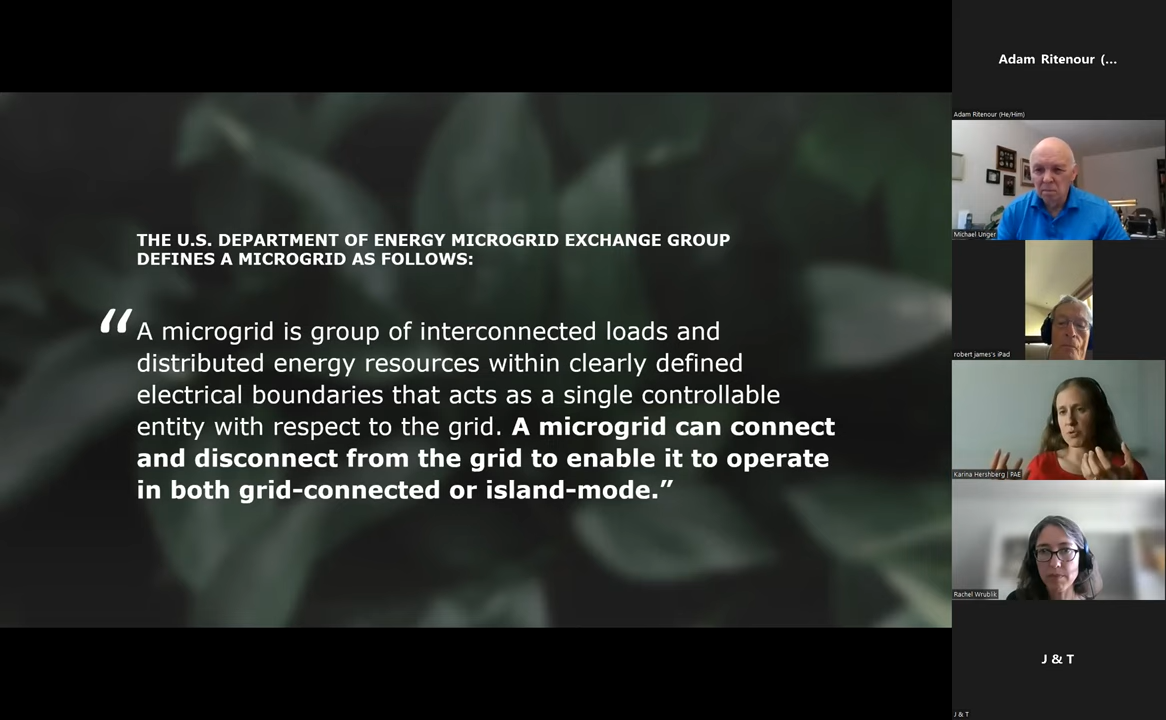 THE U.S. DEPARTMENT OF ENERGY MICROGRID EXCHANGE GROUP
DEFINES A MICROGRID AS FOLLOWS:
“A microgrid is group of interconnected loads and
distributed energy resources within clearly defined
electrical boundaries that acts as a single controllable
entity with respect to the grid. A microgrid can connect
and disconnect from the grid to enable it to operate
in both grid-connected or island-mode.”
Adam Ritenour (...
Adam Ritenour (He/Him)
Michael Unger
robert james's iPad
Karina Hershberg | PAE
Rachel Wrublik
J & T
J & T